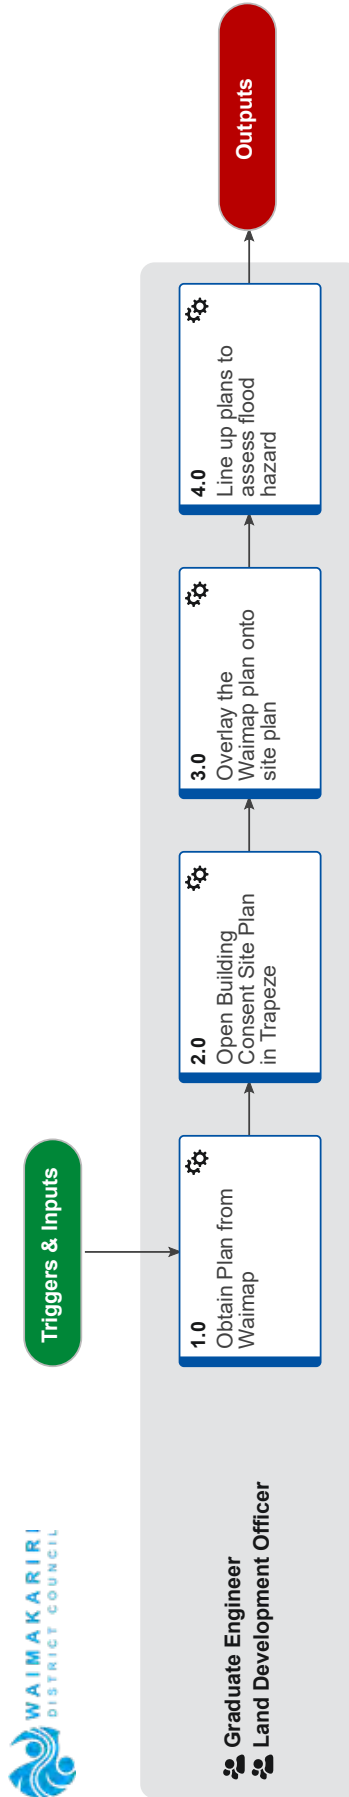 WAIMAKARIRI
DISTRICT COUNCIL
Triggers & Inputs
Graduate Engineer
Land Development Officer
1.0
Obtain Plan from
Waimap
2.0
Open Building
Consent Site Plan
in Trapeze
3.0
Overlay the
Waimap plan onto
site plan
4.0
Line up plans to
assess flood
hazard
Outputs